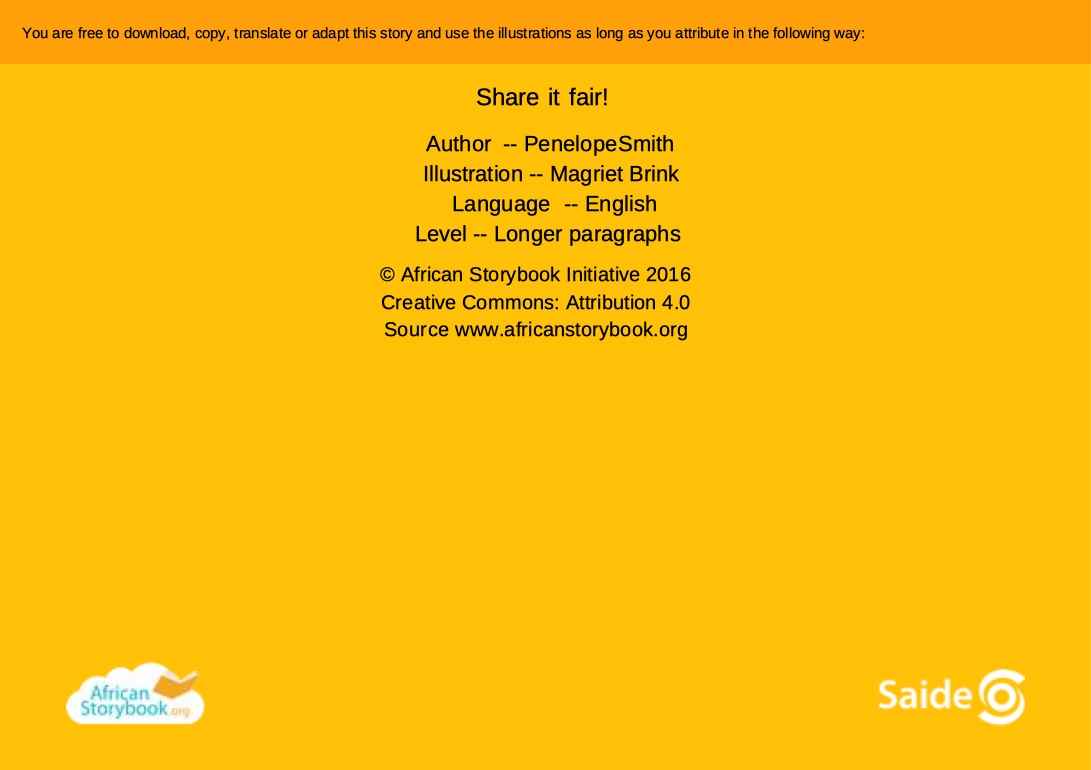 You are free to download, copy, translate or adapt this story and use the illustrations as long as you attribute in the following way:
Share it fair!
Author -- PenelopeSmith
Illustration -- Magriet Brink
Language -- English
Level -- Longer paragraphs
© African Storybook Initiative 2016
Creative Commons: Attribution 4.0
Source www.africanstorybook.org
African
Storybook.org
Saide